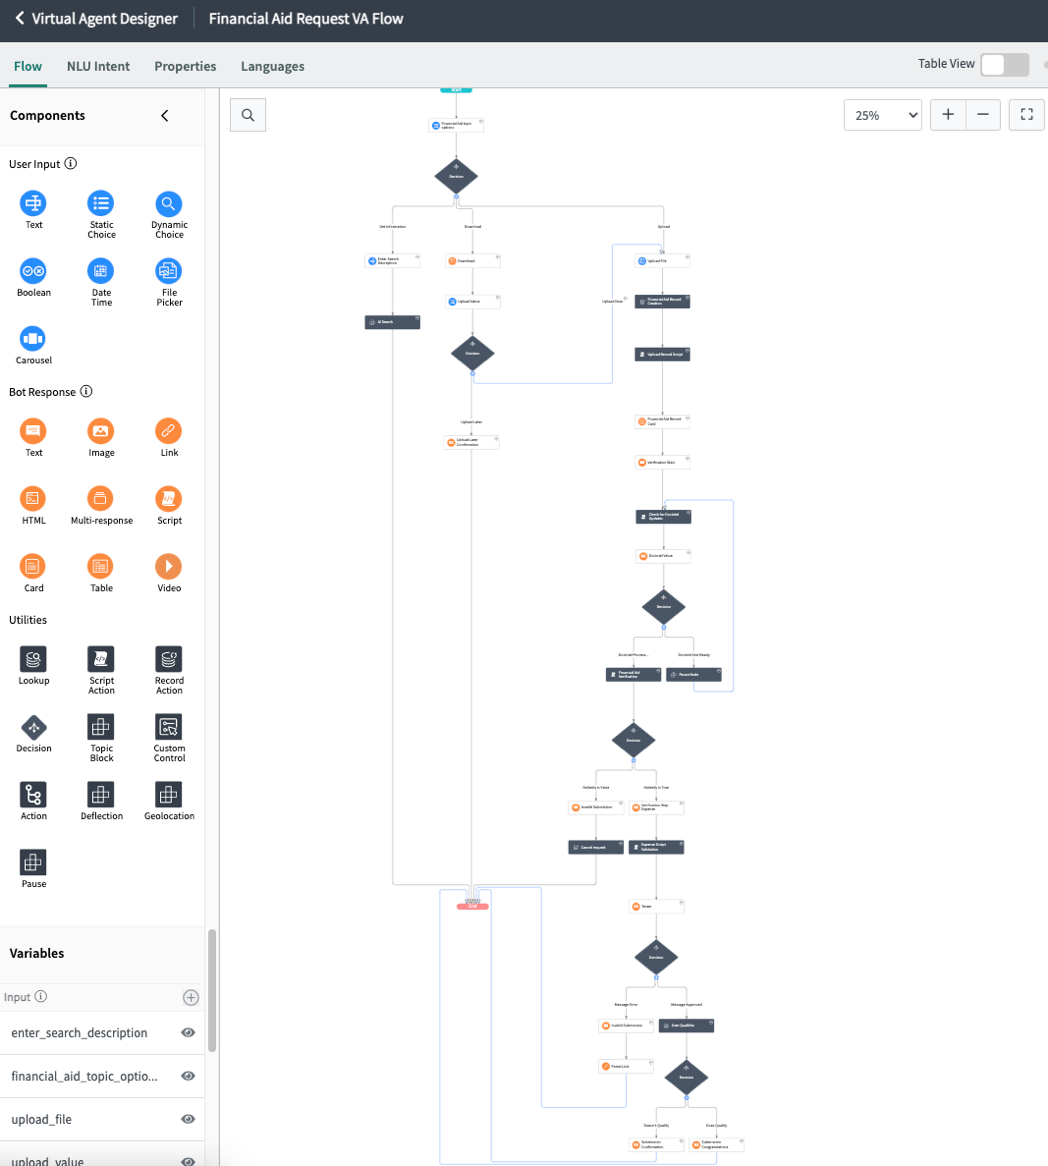 Virtual Agent Designer
Financial Aid Request VA Flow
Flow
NLU Intent
Properties
Languages
Table View
Components
25%
User Input
Text
Static
Choice
Dynamic
Choice
Boolean
Date
Time
File
Picker
Carousel
Bot Response
Text
Image
Link
HTML
Multi-response
Script
Card
Table
Video
Utilities
Lookup
Script
Action
Record
Action
Decision
Topic
Block
Custom
Control
Action
Deflection
Geolocation
Pause
Variables
Input
enter_search_description
financial_aid_topic_optio...
upload_file
upload_value
Start
Financial Aid topic
options
Decision
Get Information
Download
Upload
Enter Search
Description
Download
Upload File
Upload Value
Upload Now
Financial Aid Record
Creation
AI Search
Decision
Upload Record Script
Upload Later
Financial Aid Record
Card
Upload Later
Confirmation
Verification Wait
Check for DocIntel
Updates
DocIntel Value
Decision
DocIntel Process...
DocIntel Not Ready
Financial Aid
Verification
Decision
Validity is False
Validity is True
Invalid Submission
Verification Step
Cancel request
Expense Script
Validation
End
Decision
Message Error
Message Approved
Invalid Submission
User Qualifies
Portal Link
Decision
Doesn't Qualify
Does Qualify
Submission
Confirmation
Submission
Congratulations